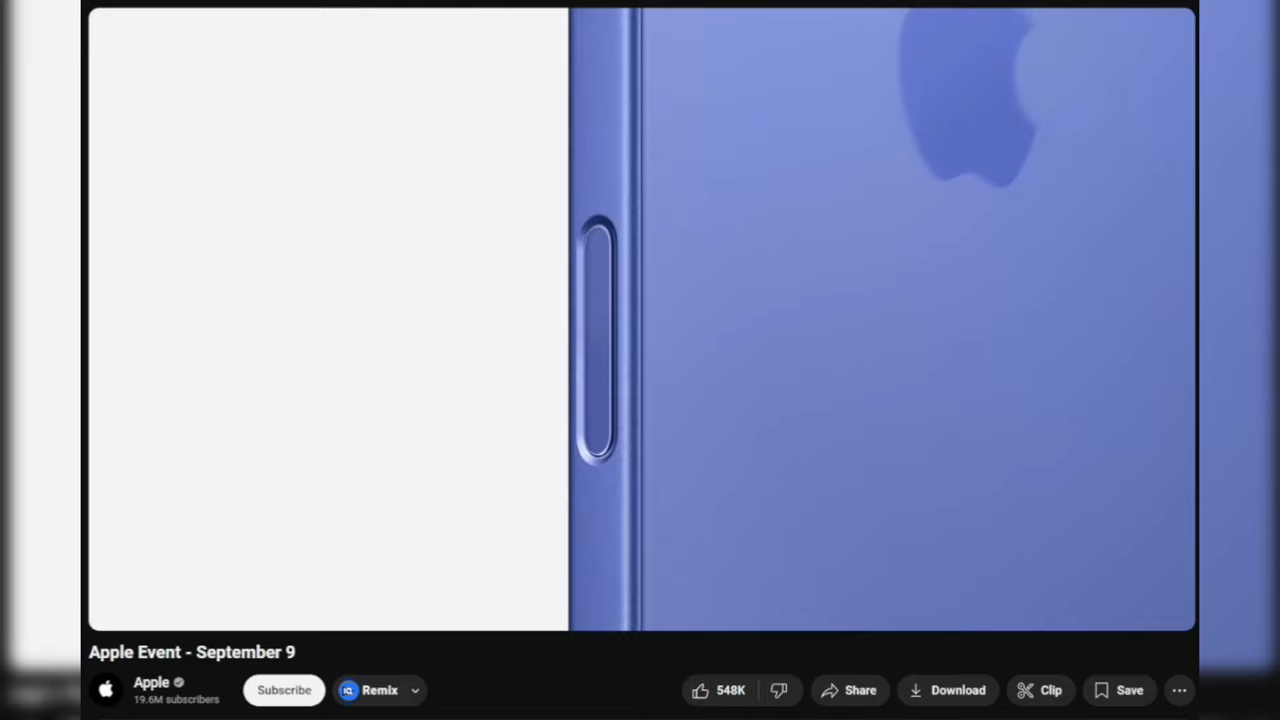 Apple Event - September 9
Apple
19.6M subscribers
Subscribe
Remix
548K
Share
Download
Clip
Save